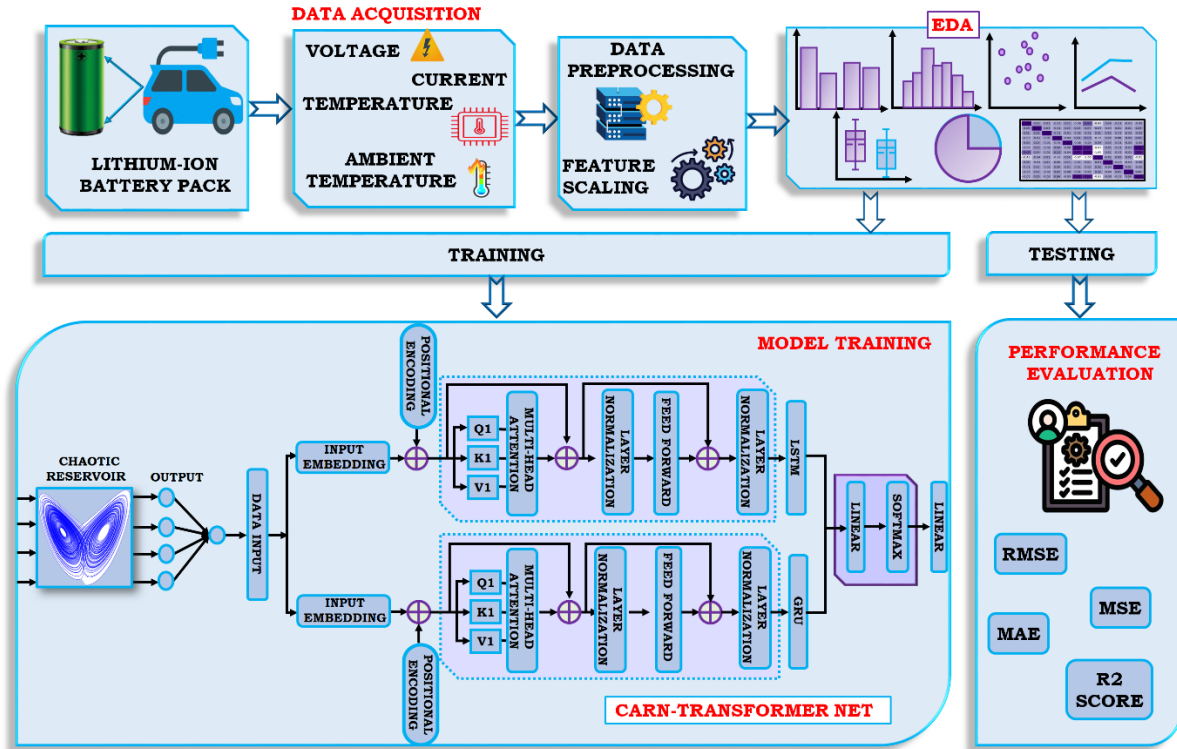 DATA ACQUISITION
EDA
LITHIUM-ION
BATTERY PACK
VOLTAGE
CURRENT
TEMPERATURE
AMBIENT
TEMPERATURE
DATA
PREPROCESSING
FEATURE
SCALING
TRAINING
TESTING
MODEL TRAINING
CHAOTIC
RESERVOIR
OUTPUT
DATA INPUT
POSITIONAL
ENCODING
INPUT
EMBEDDING
Q1
K1
V1
MULTI-HEAD
ATTENTION
LAYER
NORMALIZATION
FEED FORWARD
LAYER
NORMALIZATION
LSTM
INPUT
EMBEDDING
POSITIONAL
ENCODING
Q1
K1
V1
MULTI-HEAD
ATTENTION
LAYER
NORMALIZATION
FEED FORWARD
LAYER
NORMALIZATION
GRU
LINEAR
SOFTMAX
LINEAR
CARN-TRANSFORMER NET
PERFORMANCE
EVALUATION
RMSE
MSE
MAE
R2
SCORE